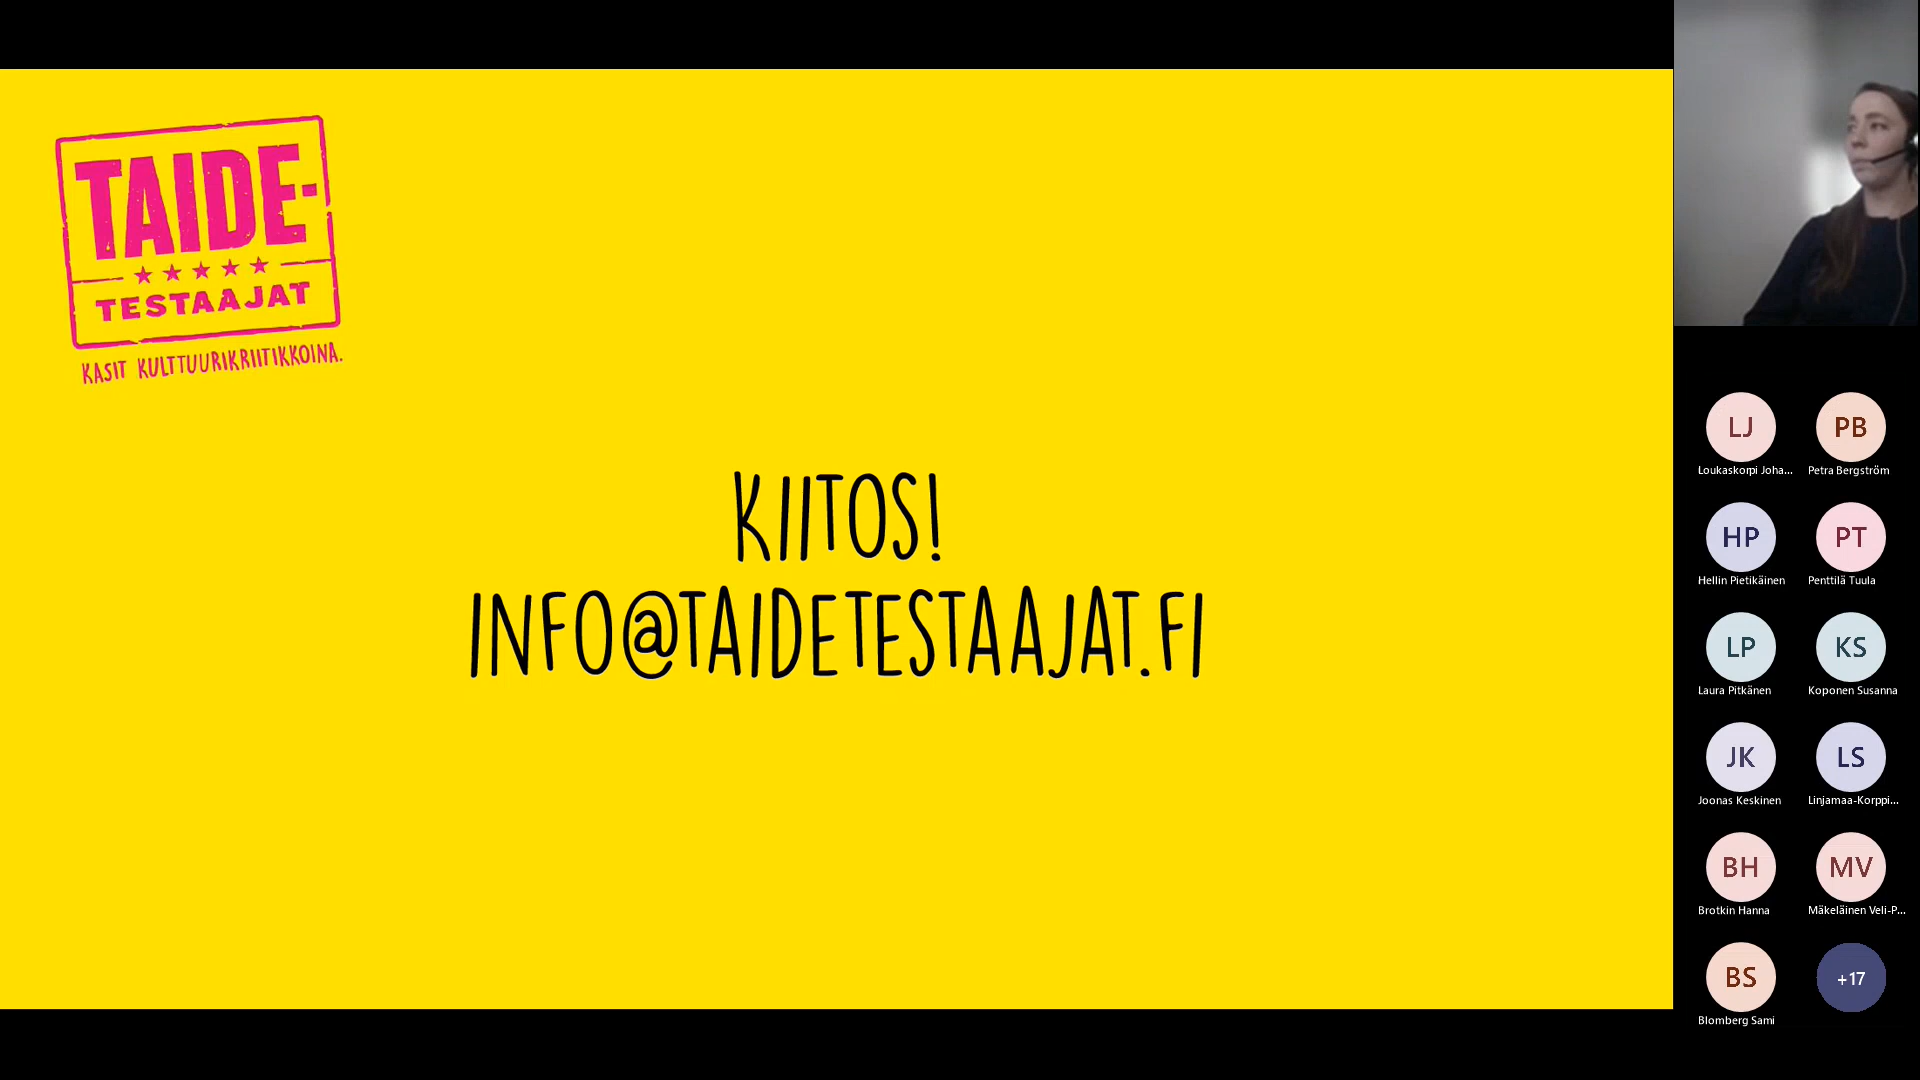 TAIDE-
TESTAAJAT
KASIT KULTTUURIKRIITIKKOINA.
KIITOS!
INFO@TAIDETESTAAJAT.FI
LJ
PB
Loukaskorpi Joha...
Petra Bergström
HP
PT
Hellin Pietikäinen
Penttilä Tuula
LP
KS
Laura Pitkänen
Koponen Susanna
JK
LS
Joonas Keskinen
Linjamaa-Korppi...
BH
MV
Brotkin Hanna
Mäkeläinen Veli-P...
BS
+17
Blomberg Sami